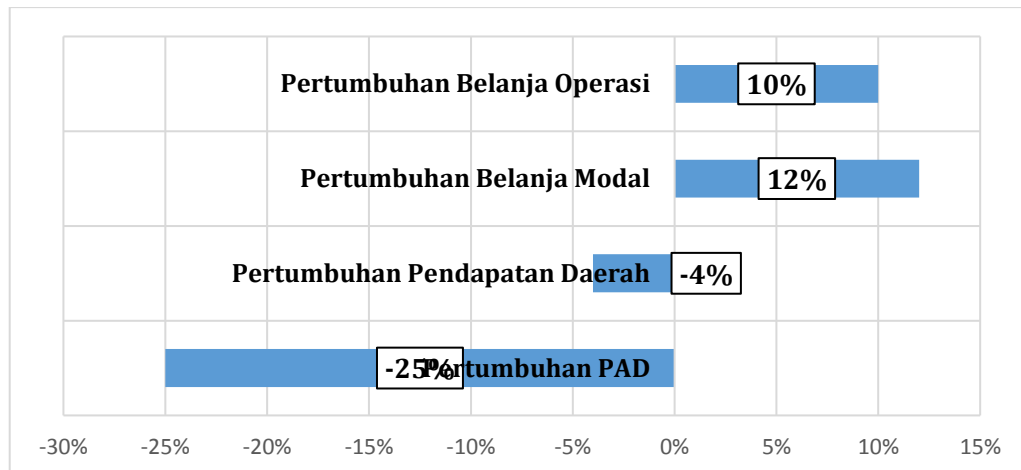 Pertumbuhan Belanja Operasi 10%
Pertumbuhan Belanja Modal 12%
Pertumbuhan Pendapatan Daerah -4%
-25% Pertumbuhan PAD
-30% -25% -20% -15% -10% -5% 0% 5% 10% 15%